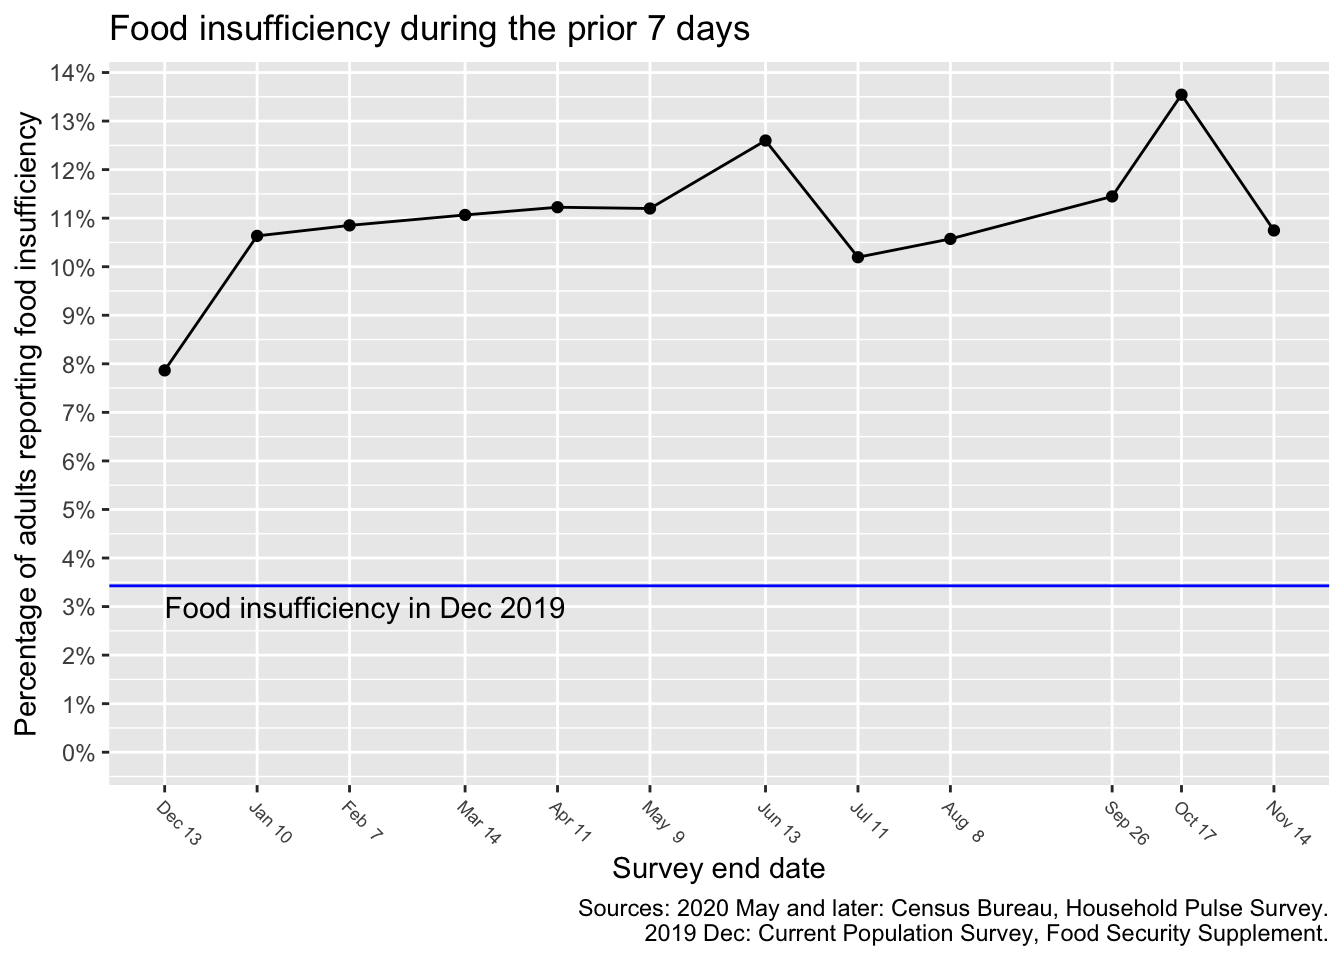 Food insufficiency during the prior 7 days
Percentage of adults reporting food insufficiency
14%
13%
12%
11%
10%
9%
8%
7%
6%
5%
4%
3%
2%
1%
0%
Food insufficiency in Dec 2019
Dec 13
Jan 10
Feb 7
Mar 14
Apr 11
May 9
Jun 13
Jul 11
Aug 8
Sep 26
Oct 17
Nov 14
Survey end date
Sources: 2020 May and later: Census Bureau, Household Pulse Survey.
2019 Dec: Current Population Survey, Food Security Supplement.